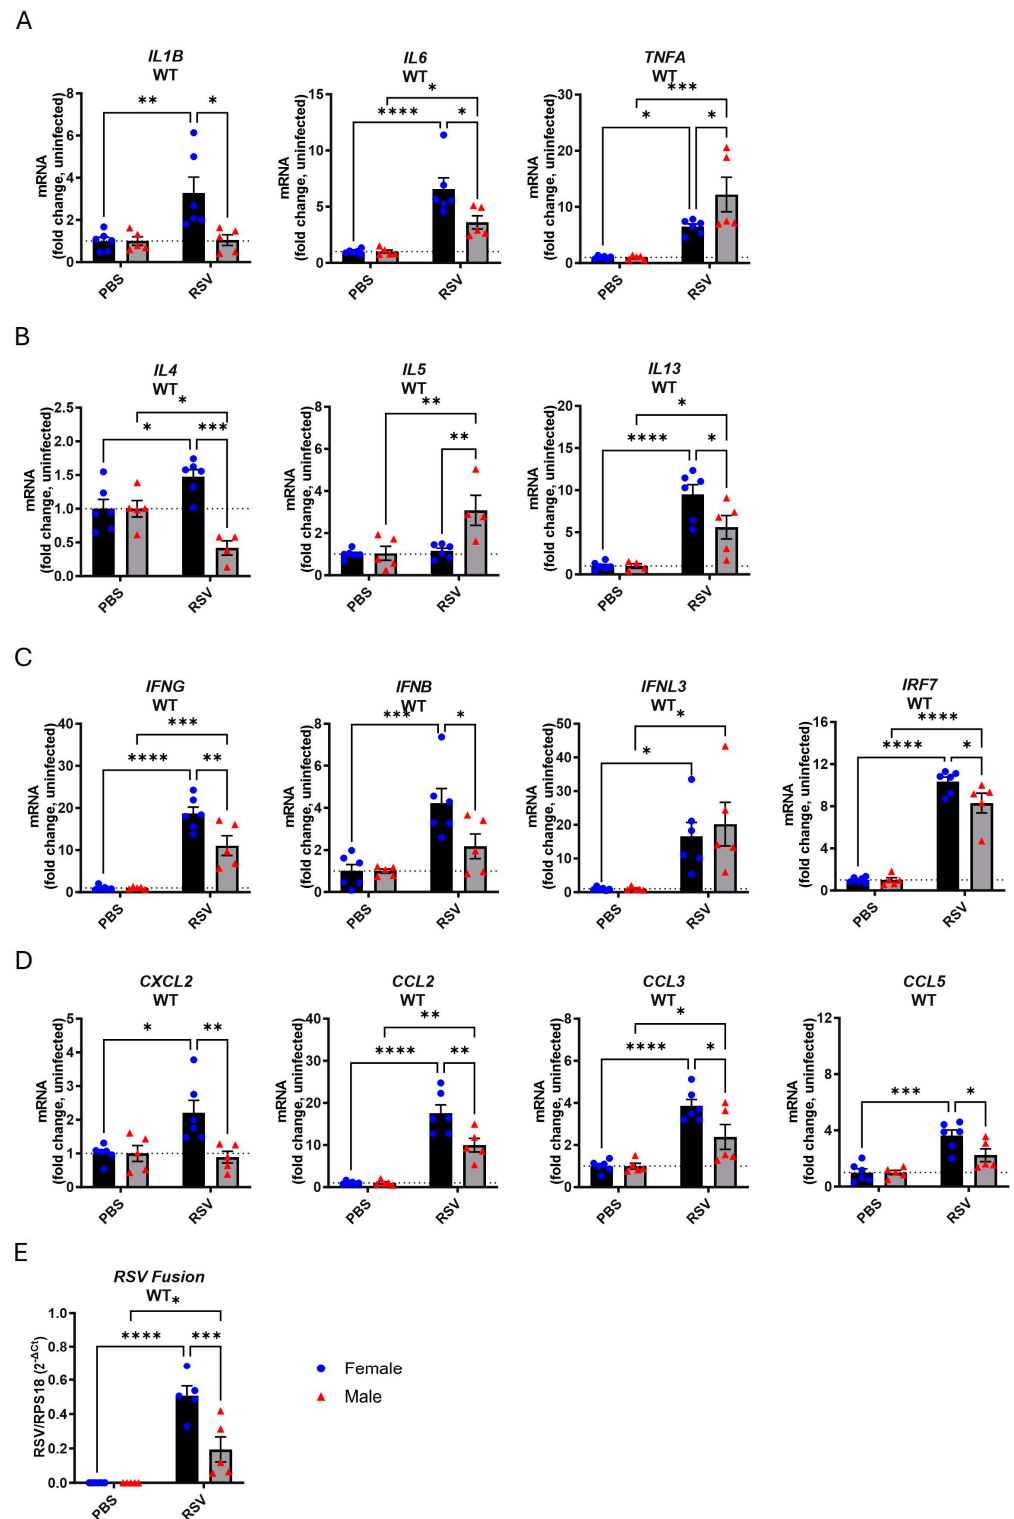 A
IL1B
WT
mRNA
(fold change, uninfected)
8
6
4
2
0
**
*
PBS
RSV
IL6
WT
mRNA
(fold change, uninfected)
15
10
5
0
*
****
*
PBS
RSV
TNFA
WT
mRNA
(fold change, uninfected)
30
20
10
0
***
*
*
PBS
RSV
B
IL4
WT
mRNA
(fold change, uninfected)
2.5
2.0
1.5
1.0
0.5
0.0
*
*
***
PBS
RSV
IL5
WT
mRNA
(fold change, uninfected)
8
6
4
2
0
**
**
PBS
RSV
IL13
WT
mRNA
(fold change, uninfected)
20
15
10
5
0
*
****
*
PBS
RSV
C
IFNG
WT
mRNA
(fold change, uninfected)
40
30
20
10
0
***
****
**
PBS
RSV
IFNB
WT
mRNA
(fold change, uninfected)
8
6
4
2
0
***
*
PBS
RSV
IFNL3
WT
mRNA
(fold change, uninfected)
50
40
30
20
10
0
*
*
PBS
RSV
IRF7
WT
mRNA
(fold change, uninfected)
16
12
8
4
0
****
****
*
PBS
RSV
D
CXCL2
WT
mRNA
(fold change, uninfected)
5
4
3
2
1
0
*
**
PBS
RSV
CCL2
WT
mRNA
(fold change, uninfected)
40
30
20
10
0
**
****
**
PBS
RSV
CCL3
WT
mRNA
(fold change, uninfected)
8
6
4
2
0
*
****
*
PBS
RSV
CCL5
WT
mRNA
(fold change, uninfected)
12
8
4
0
***
*
PBS
RSV
E
RSV Fusion
WT
RSV/RPS18 (2^-ΔCt)
1.0
0.8
0.6
0.4
0.2
0.0
*
****
***
PBS
RSV
Female
Male